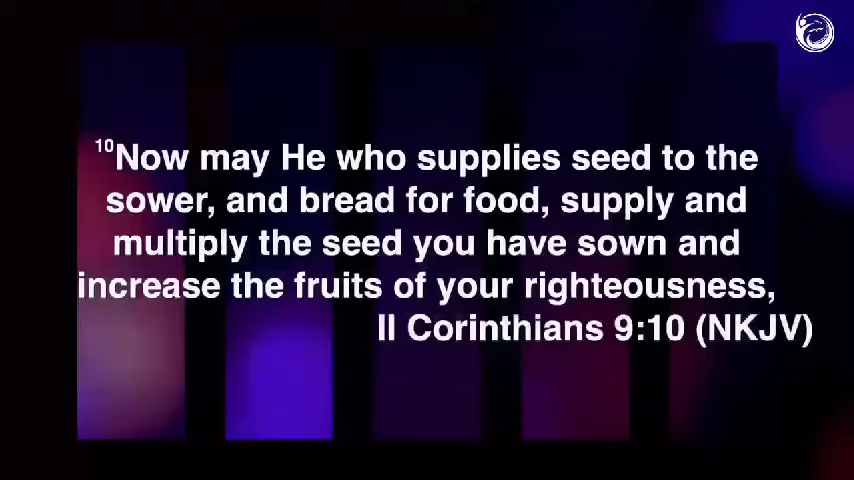 10Now may He who supplies seed to the
sower, and bread for food, supply and
multiply the seed you have sown and
increase the fruits of your righteousness,
II Corinthians 9:10 (NKJV)